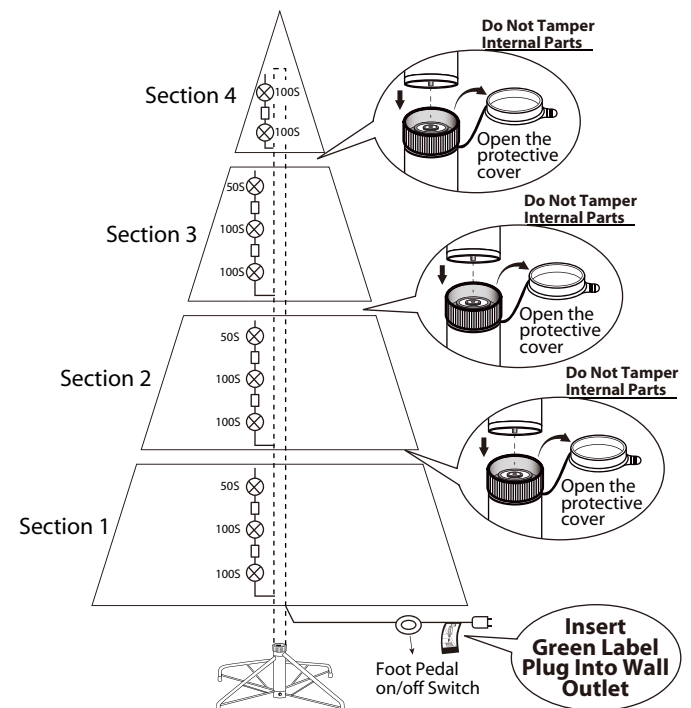 Do Not Tamper
Internal Parts
Section 4
100S
100S
Open the
protective
cover
Do Not Tamper
Internal Parts
Section 3
50S
100S
100S
Open the
protective
cover
Do Not Tamper
Internal Parts
Section 2
50S
100S
100S
Open the
protective
cover
Section 1
50S
100S
100S
Foot Pedal
on/off Switch
Insert
Green Label
Plug Into Wall
Outlet